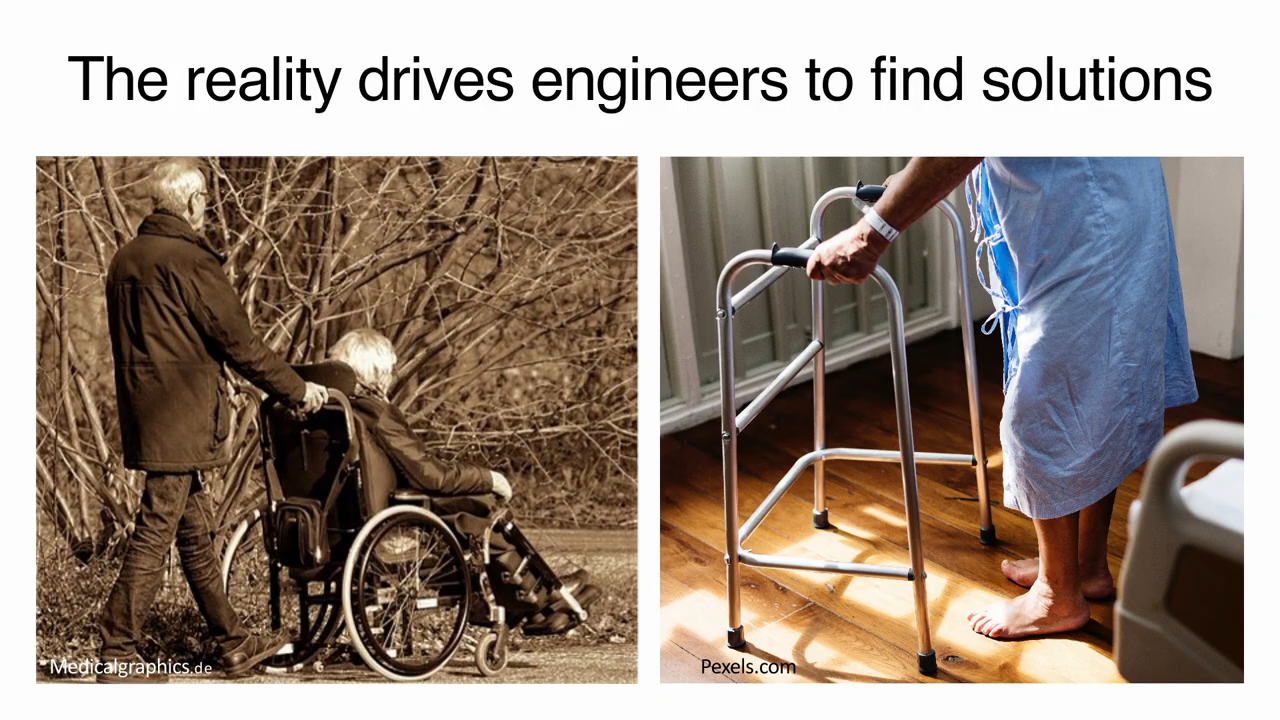 The reality drives engineers to find solutions
Medicalgraphics.de
Pexels.com